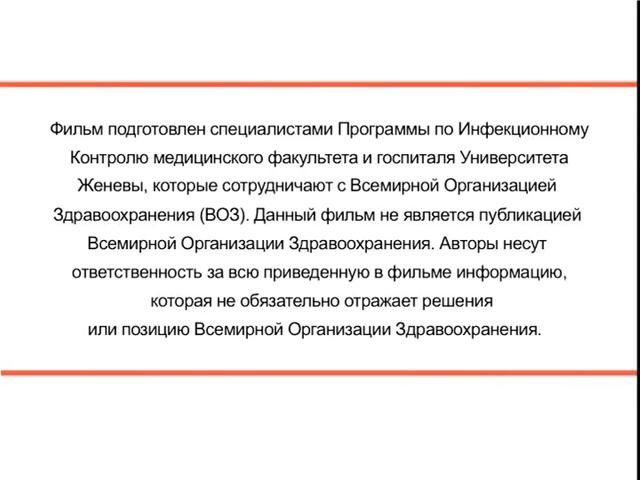 Фильм подготовлен специалистами Программы по Инфекционному
Контролю медицинского факультета и госпиталя Университета
Женевы, которые сотрудничают с Всемирной Организацией
Здравоохранения (ВОЗ). Данный фильм не является публикацией
Всемирной Организации Здравоохранения. Авторы несут
ответственность за всю приведенную в фильме информацию,
которая не обязательно отражает решения
или позицию Всемирной Организации Здравоохранения.